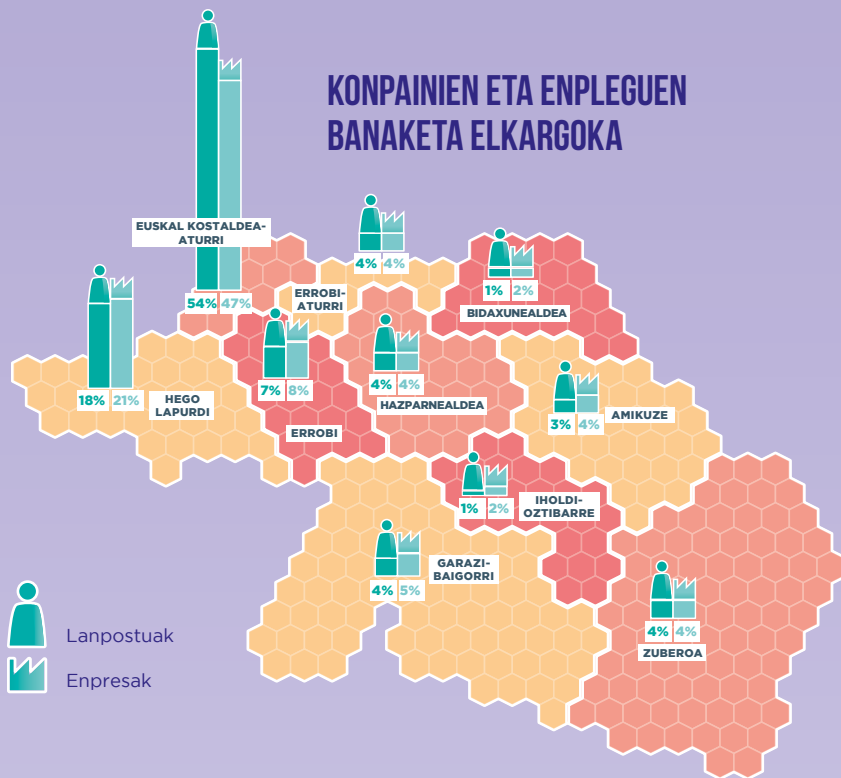 KONPAINIEN ETA ENPLEGUEN
BANAKETA ELKARGOKA
EUSKAL KOSTALDEA-
ATURRI
54% 47%
4% 4%
ERROBI-
ATURRI
1% 2%
BIDAXUNEALDEA
18% 21%
HEGO
LAPURDI
7% 8%
ERROBI
4% 4%
HAZPARNEALDEA
3% 4%
AMIKUZE
1% 2%
IHOLDI-
OZTIBARRE
4% 5%
GARAZI-
BAIGORRI
4% 4%
ZUBEROA
Lanpostuak
Enpresak